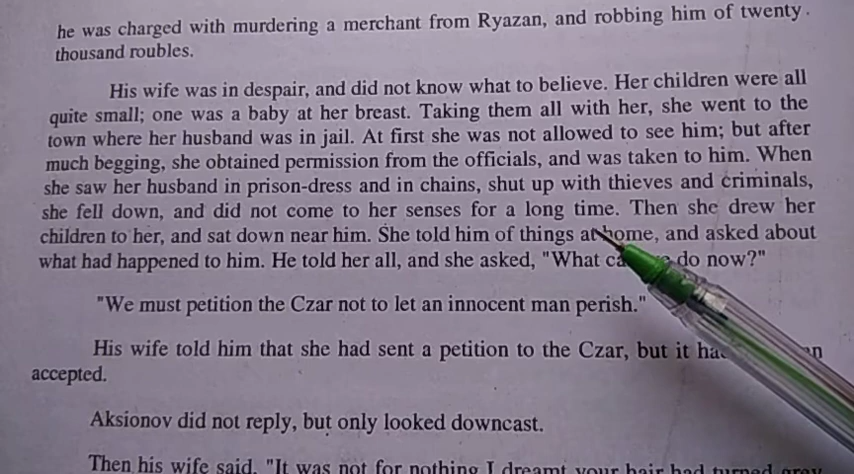 he was charged with murdering a merchant from Ryazan, and robbing him of twenty
thousand roubles.
His wife was in despair, and did not know what to believe. Her children were all
quite small; one was a baby at her breast. Taking them all with her, she went to the
town where her husband was in jail. At first she was not allowed to see him; but after
much begging, she obtained permission from the officials, and was taken to him. When
she saw her husband in prison-dress and in chains, shut up with thieves and criminals,
she fell down, and did not come to her senses for a long time. Then she drew her
children to her, and sat down near him. She told him of things at home, and asked about
what had happened to him. He told her all, and she asked, "What do now?"
"We must petition the Czar not to let an innocent man perish."
His wife told him that she had sent a petition to the Czar, but it
accepted.
Aksionov did not reply, but only looked downcast.
Then his wife said, "It was not for nothing I dreamt your hair had turned grey